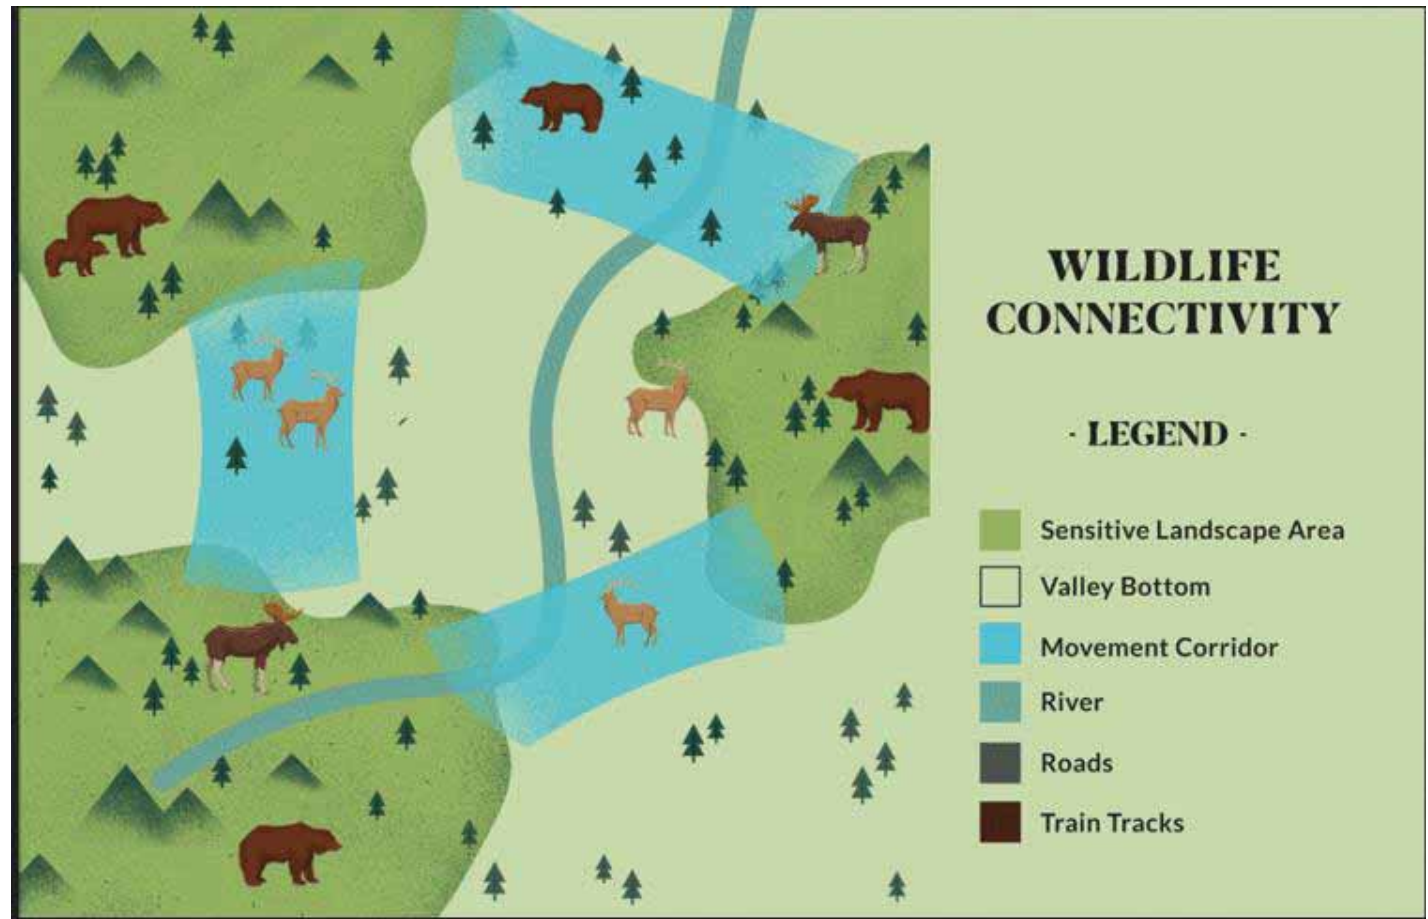 WILDLIFE
CONNECTIVITY
· LEGEND ·
Sensitive Landscape Area
Valley Bottom
Movement Corridor
River
Roads
Train Tracks